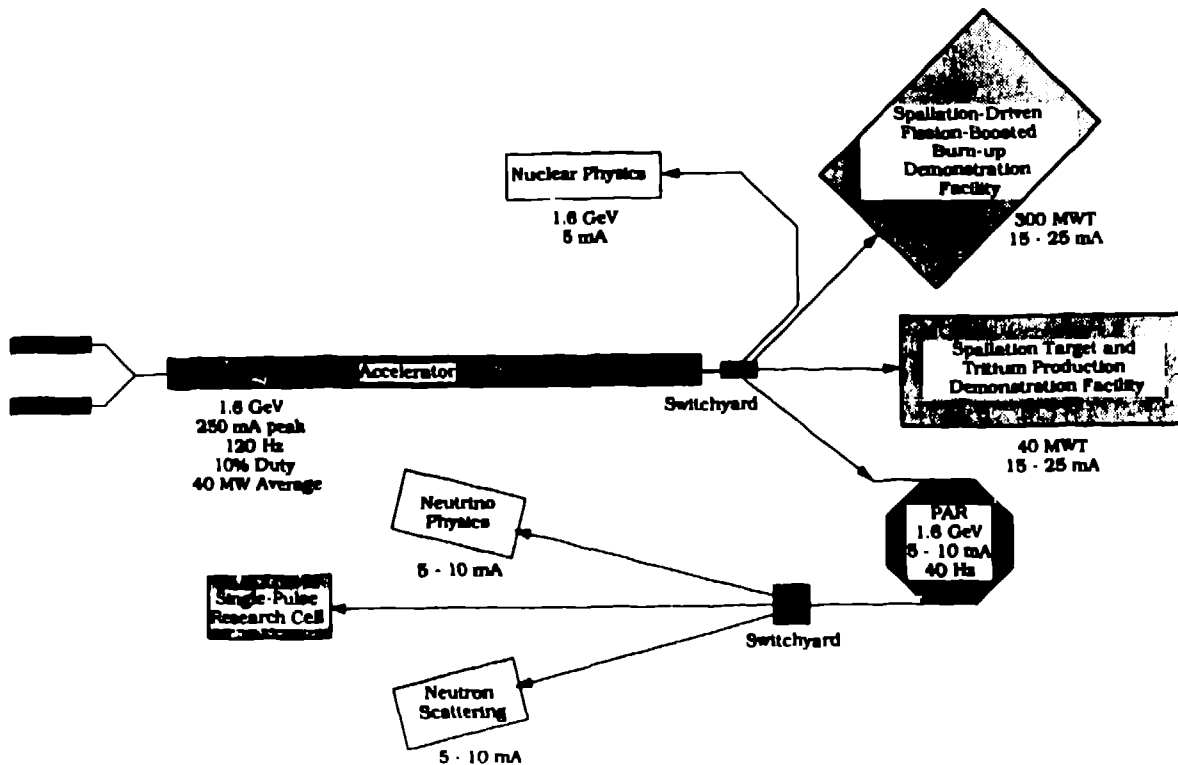 Spallation-Driven
Fission-Boosted
Burn-up
Demonstration
Facility
300 MWT
15 - 25 mA
Nuclear Physics
1.6 GeV
5 mA
Accelerator
1.6 GeV
250 mA peak
120 Hz
10% Duty
40 MW Average
Switchyard
Spallation Target and
Tritium Production
Demonstration Facility
40 MWT
15 - 25 mA
PAR
1.6 GeV
5 - 10 mA
40 Hz
Neutrino
Physics
5 - 10 mA
Single-Pulse
Research Cell
Switchyard
Neutron
Scattering
5 - 10 mA